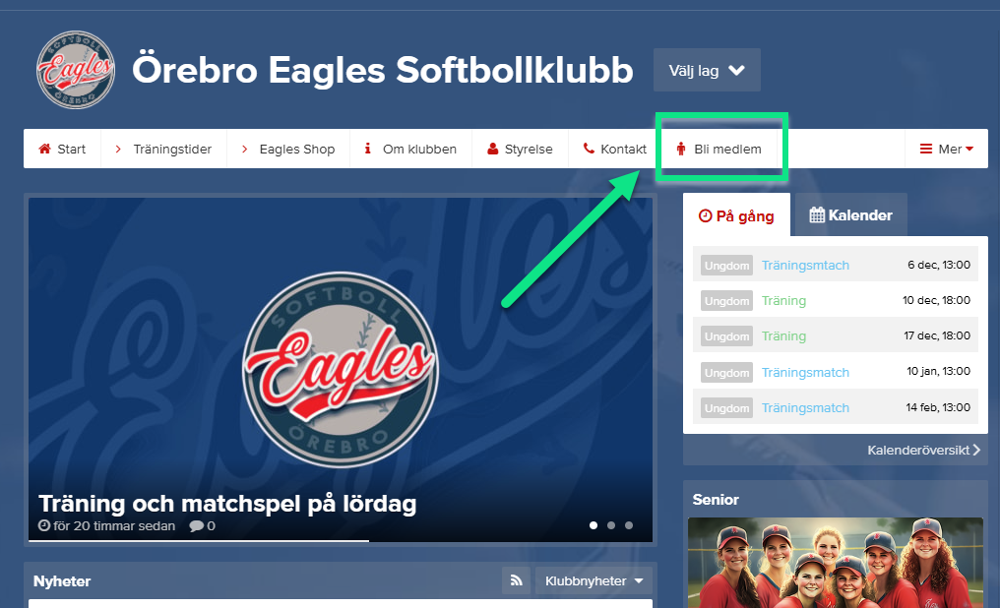 SOFTBOLL
Eagles
ÖREBRO
Örebro Eagles Softbollklubb
Välj lag
Start
Träningstider
Eagles Shop
Om klubben
Styrelse
Kontakt
Bli medlem
Mer
Eagles
SOFTBOLL
Eagles
ÖREBRO
Träning och matchspel på lördag
för 20 timmar sedan 0
På gång
Kalender
Ungdom Träningsmtach 6 dec, 13:00
Ungdom Träning 10 dec, 18:00
Ungdom Träning 17 dec, 18:00
Ungdom Träningsmatch 10 jan, 13:00
Ungdom Träningsmatch 14 feb, 13:00
Kalenderöversikt
Senior
Nyheter
Klubbnyheter